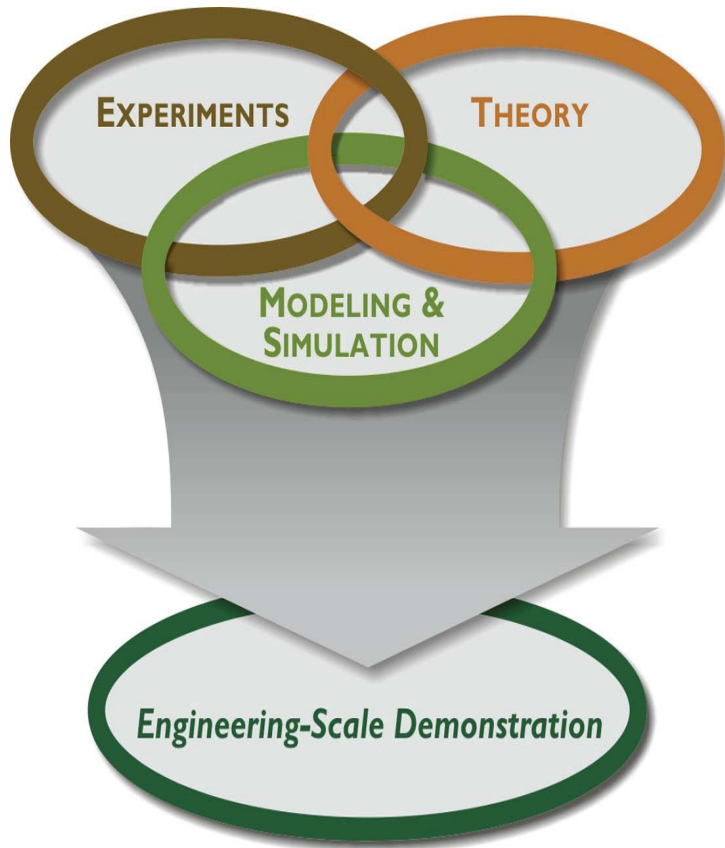 EXPERIMENTS
THEORY
MODELING &
SIMULATION
Engineering-Scale Demonstration